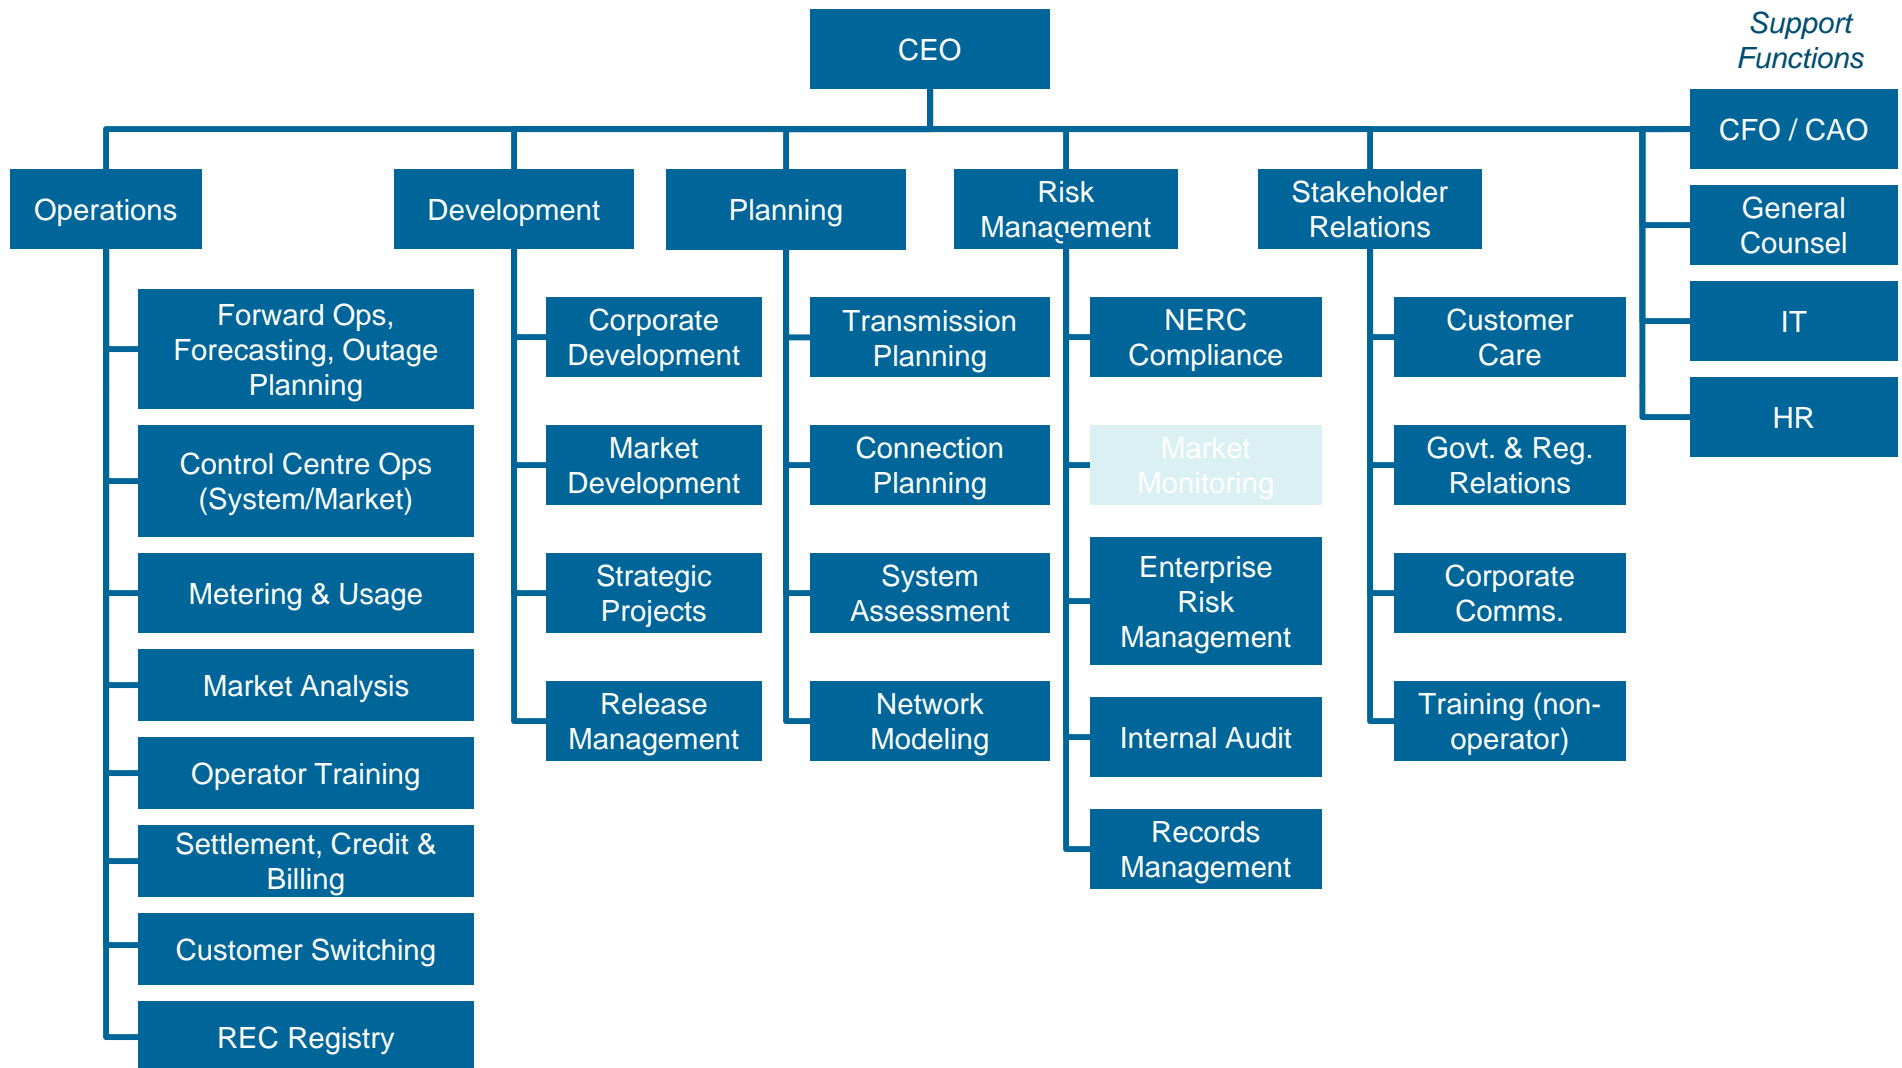 CEO
Support
Functions
CFO / CAO
General
Counsel
IT
HR
Operations
Forward Ops,
Forecasting, Outage
Planning
Control Centre Ops
(System/Market)
Metering & Usage
Market Analysis
Operator Training
Settlement, Credit &
Billing
Customer Switching
REC Registry
Development
Corporate
Development
Market
Development
Strategic
Projects
Release
Management
Planning
Transmission
Planning
Connection
Planning
System
Assessment
Network
Modeling
Risk
Management
NERC
Compliance
Market
Monitoring
Enterprise
Risk
Management
Internal Audit
Records
Management
Stakeholder
Relations
Customer
Care
Govt. & Reg.
Relations
Corporate
Comms.
Training (non-
operator)